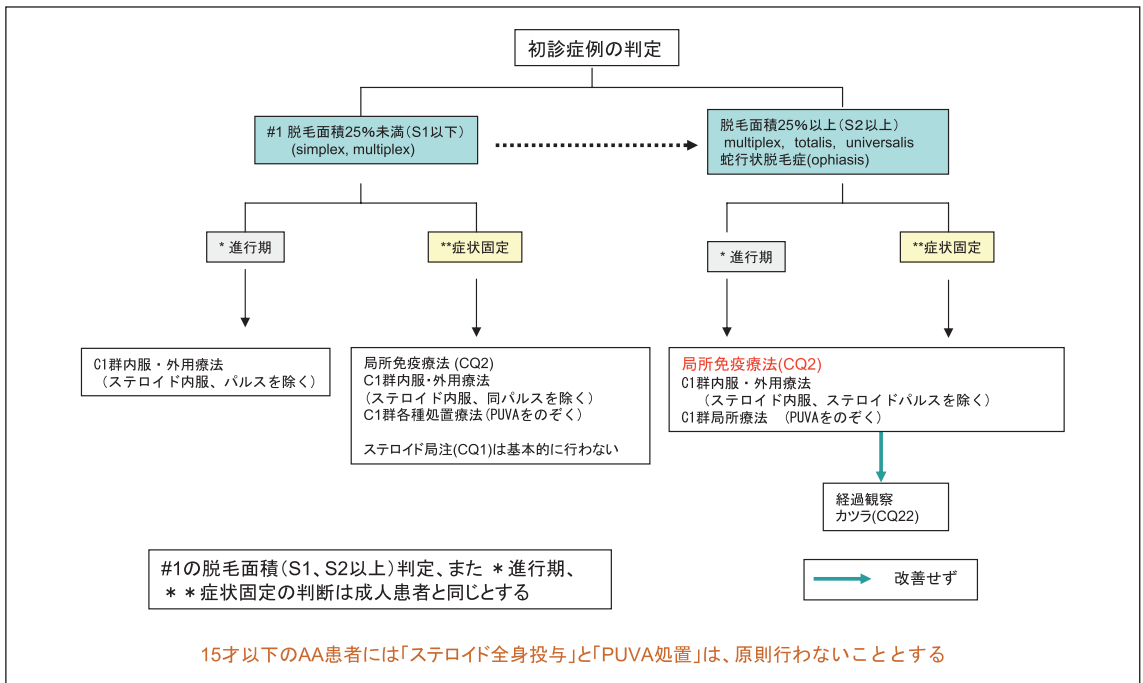 初診症例の判定
#1 脱毛面積25%未満(S1以下)
(simplex, multiplex)
脱毛面積25%以上(S2以上)
multiplex, totalis, universalis
蛇行状脱毛症(ophiasis)
* 進行期
**症状固定
* 進行期
**症状固定
C1群内服・外用療法
(ステロイド内服、パルスを除く)
局所免疫療法 (CQ2)
C1群内服・外用療法
(ステロイド内服、同パルスを除く)
C1群各種処置療法(PUVAをのぞく)
ステロイド局注(CQ1)は基本的に行わない
局所免疫療法(CQ2)
C1群内服・外用療法
(ステロイド内服、ステロイドパルスを除く)
C1群局所療法 (PUVAをのぞく)
経過観察
カツラ(CQ22)
#1の脱毛面積(S1、S2以上)判定、また *進行期、
**症状固定の判断は成人患者と同じとする
改善せず
15才以下のAA患者には「ステロイド全身投与」と「PUVA処置」は、原則行わないこととする